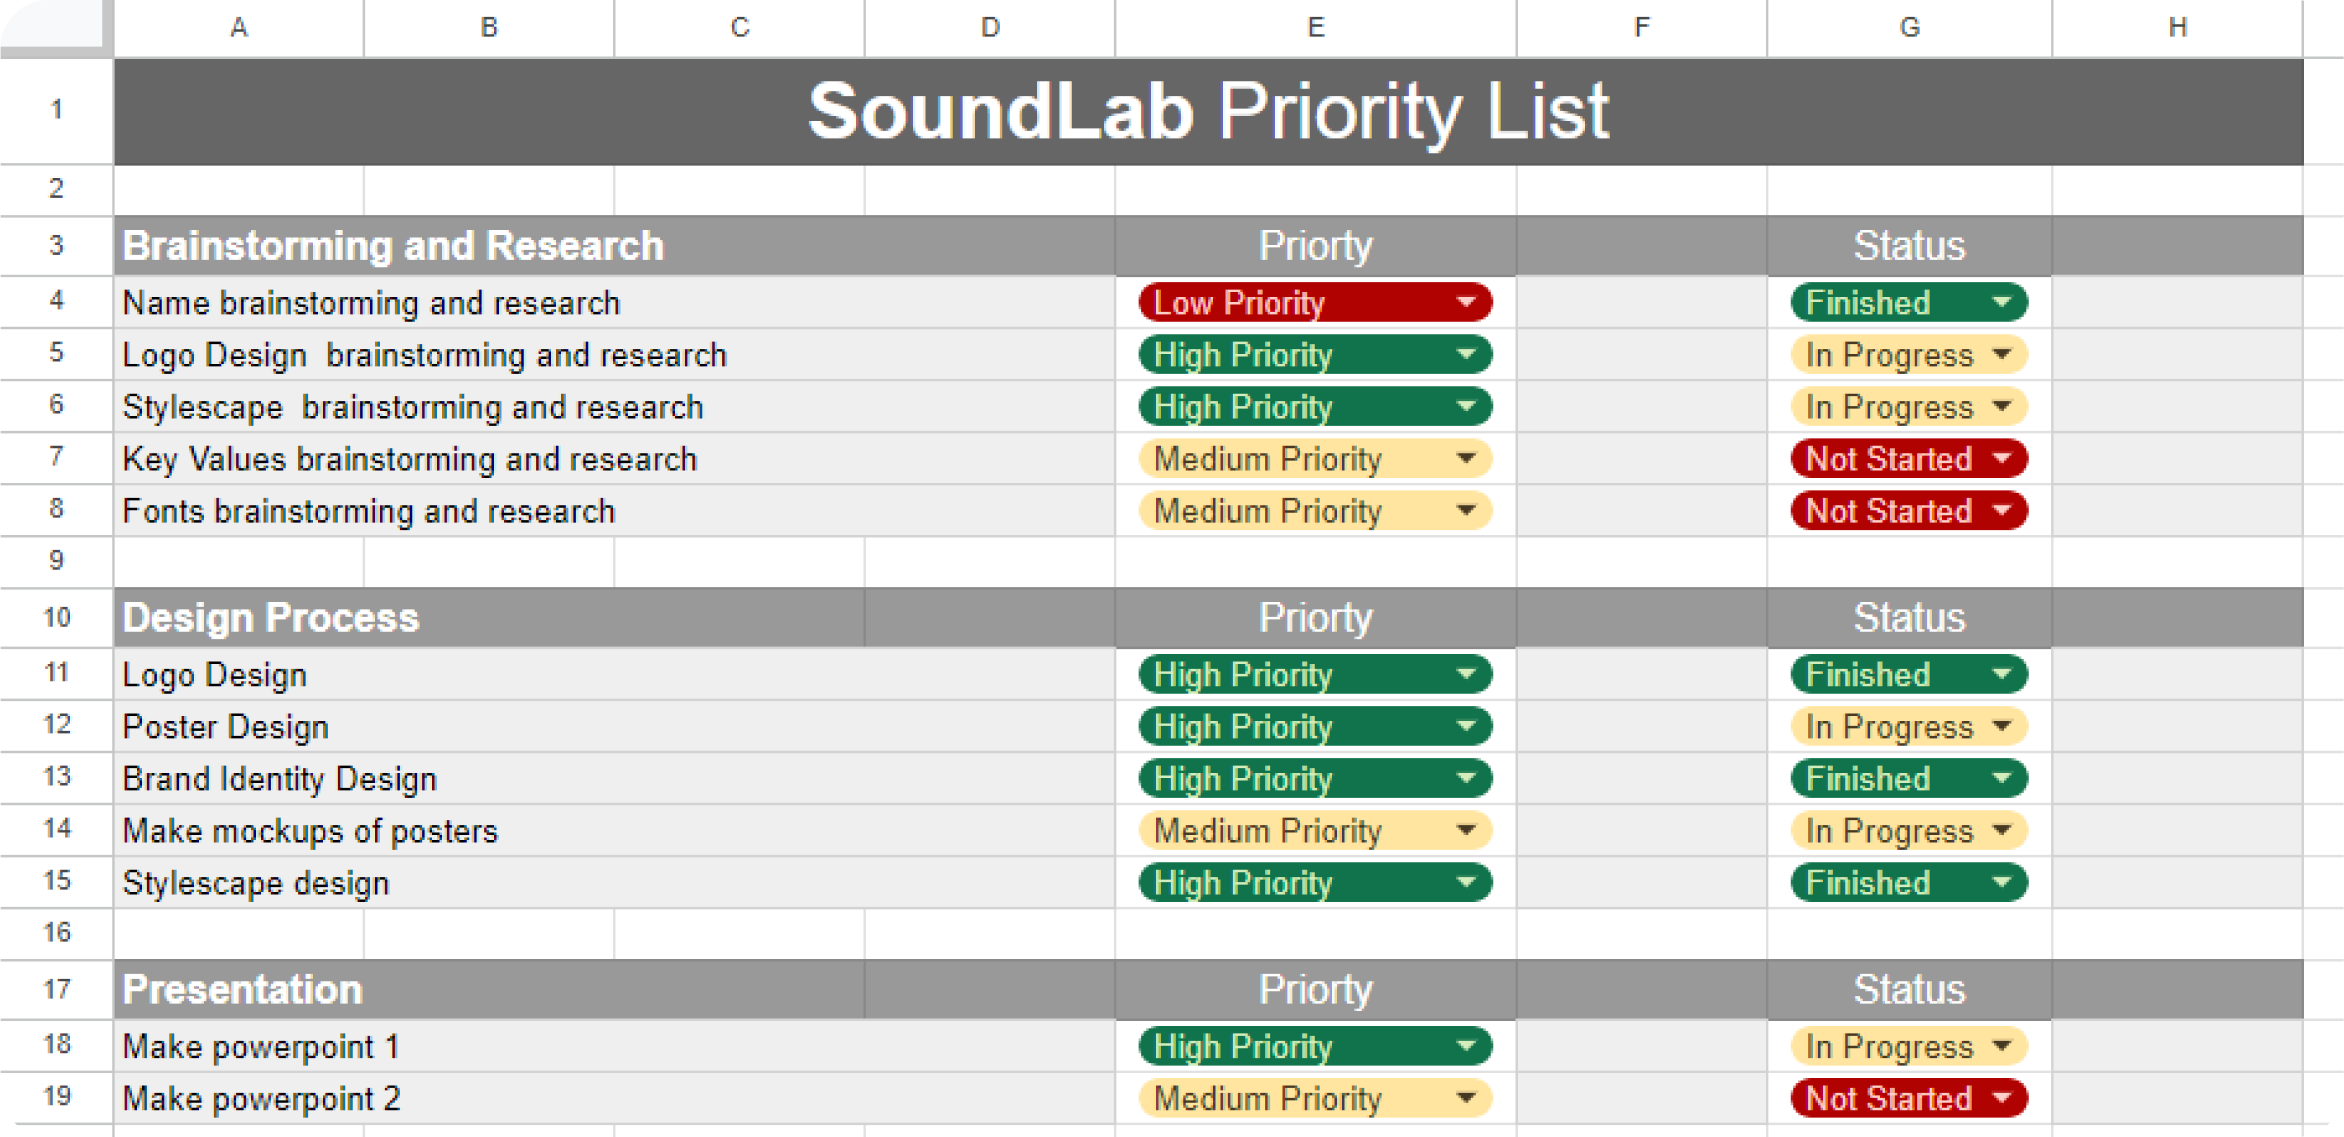 A B C D E F G H
1 SoundLab Priority List
2
3 Brainstorming and Research Priorty Status
4 Name brainstorming and research Low Priority Finished
5 Logo Design  brainstorming and research High Priority In Progress
6 Stylescape  brainstorming and research High Priority In Progress
7 Key Values brainstorming and research Medium Priority Not Started
8 Fonts brainstorming and research Medium Priority Not Started
9
10 Design Process Priorty Status
11 Logo Design High Priority Finished
12 Poster Design High Priority In Progress
13 Brand Identity Design High Priority Finished
14 Make mockups of posters Medium Priority In Progress
15 Stylescape design High Priority Finished
16
17 Presentation Priorty Status
18 Make powerpoint 1 High Priority In Progress
19 Make powerpoint 2 Medium Priority Not Started